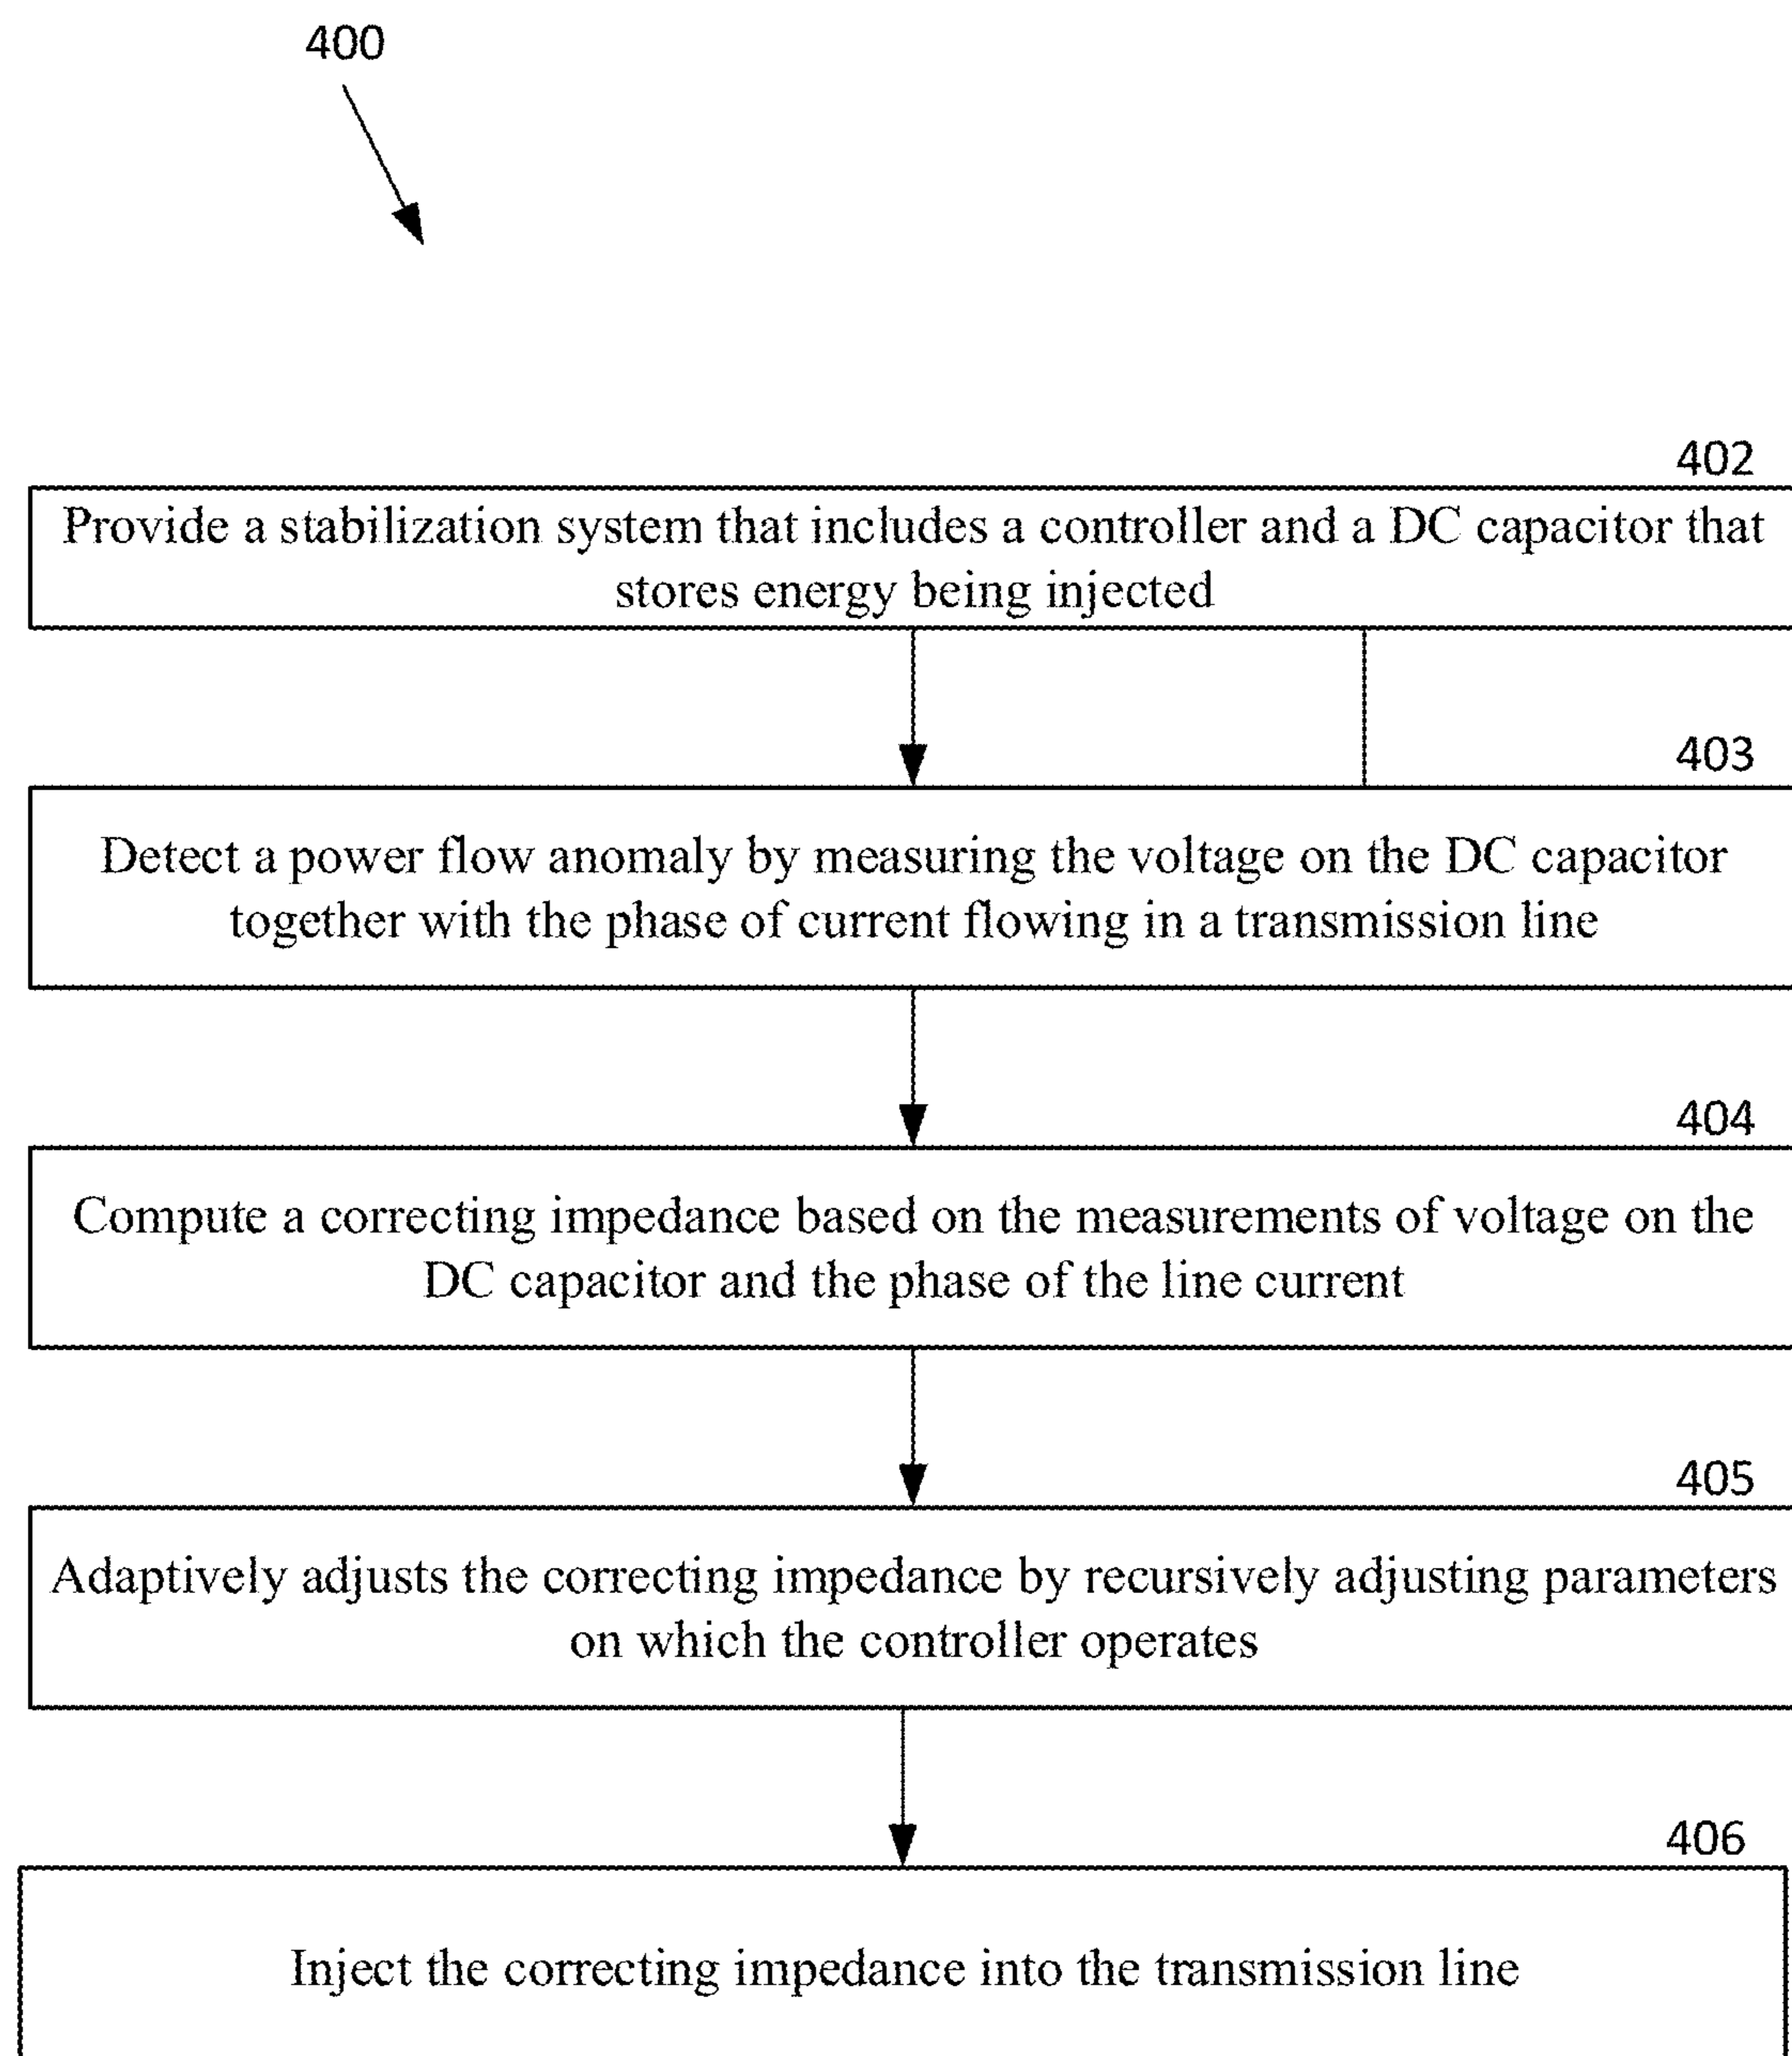 400
402
Provide a stabilization system that includes a controller and a DC capacitor that
stores energy being injected
403
Detect a power flow anomaly by measuring the voltage on the DC capacitor
together with the phase of current flowing in a transmission line
404
Compute a correcting impedance based on the measurements of voltage on the
DC capacitor and the phase of the line current
405
Adaptively adjusts the correcting impedance by recursively adjusting parameters
on which the controller operates
406
Inject the correcting impedance into the transmission line